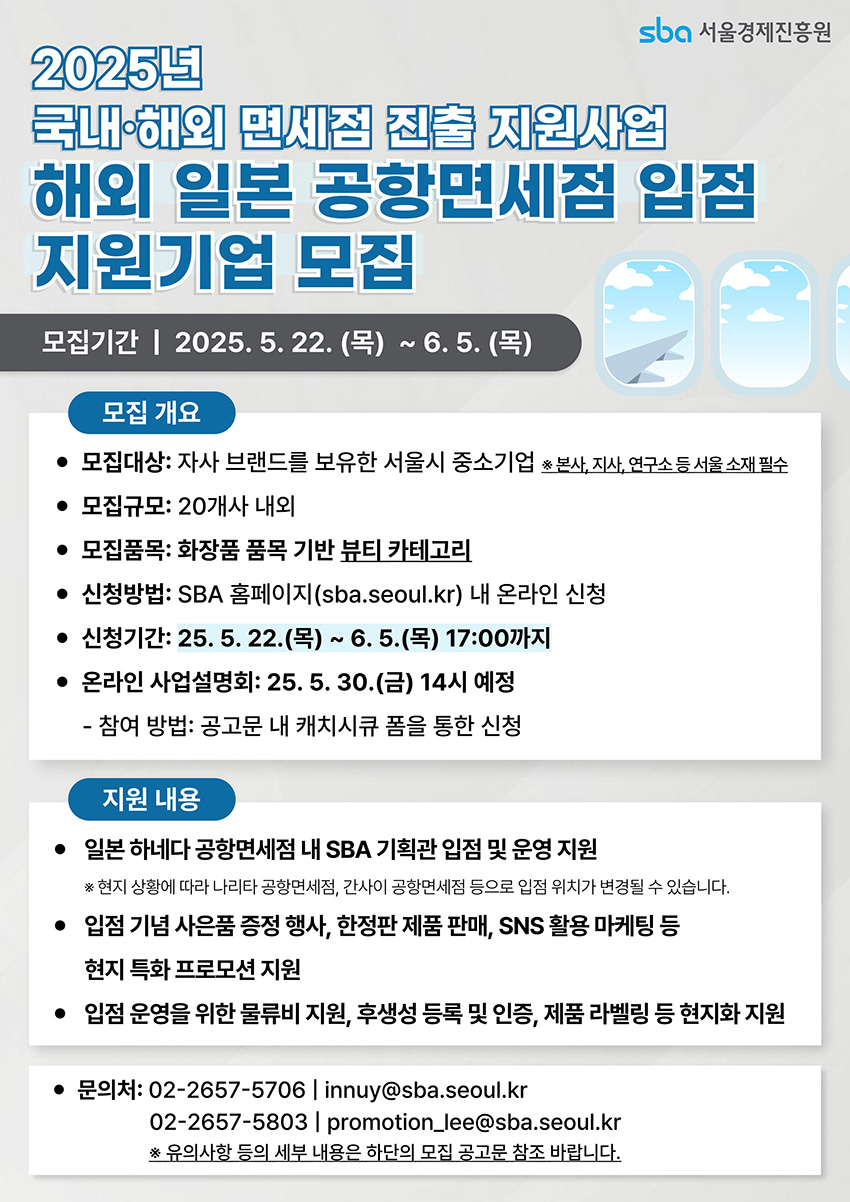 sba 서울경제진흥원
2025년
국내·해외 면세점 진출 지원사업
해외 일본 공항면세점 입점
지원기업 모집
모집기간 | 2025. 5. 22. (목) ~ 6. 5. (목)
모집 개요
• 모집대상: 자사 브랜드를 보유한 서울시 중소기업 ※ 본사, 지사, 연구소 등 서울 소재 필수
• 모집규모: 20개사 내외
• 모집품목: 화장품 품목 기반 뷰티 카테고리
• 신청방법: SBA 홈페이지(sba.seoul.kr) 내 온라인 신청
• 신청기간: 25. 5. 22.(목) ~ 6. 5.(목) 17:00까지
• 온라인 사업설명회: 25. 5. 30.(금) 14시 예정
- 참여 방법: 공고문 내 캐치시큐 폼을 통한 신청
지원 내용
• 일본 하네다 공항면세점 내 SBA 기획관 입점 및 운영 지원
※ 현지 상황에 따라 나리타 공항면세점, 간사이 공항면세점 등으로 입점 위치가 변경될 수 있습니다.
• 입점 기념 사은품 증정 행사, 한정판 제품 판매, SNS 활용 마케팅 등
현지 특화 프로모션 지원
• 입점 운영을 위한 물류비 지원, 후생성 등록 및 인증, 제품 라벨링 등 현지화 지원
• 문의처: 02-2657-5706 | innuy@sba.seoul.kr
02-2657-5803 | promotion_lee@sba.seoul.kr
※ 유의사항 등의 세부 내용은 하단의 모집 공고문 참조 바랍니다.